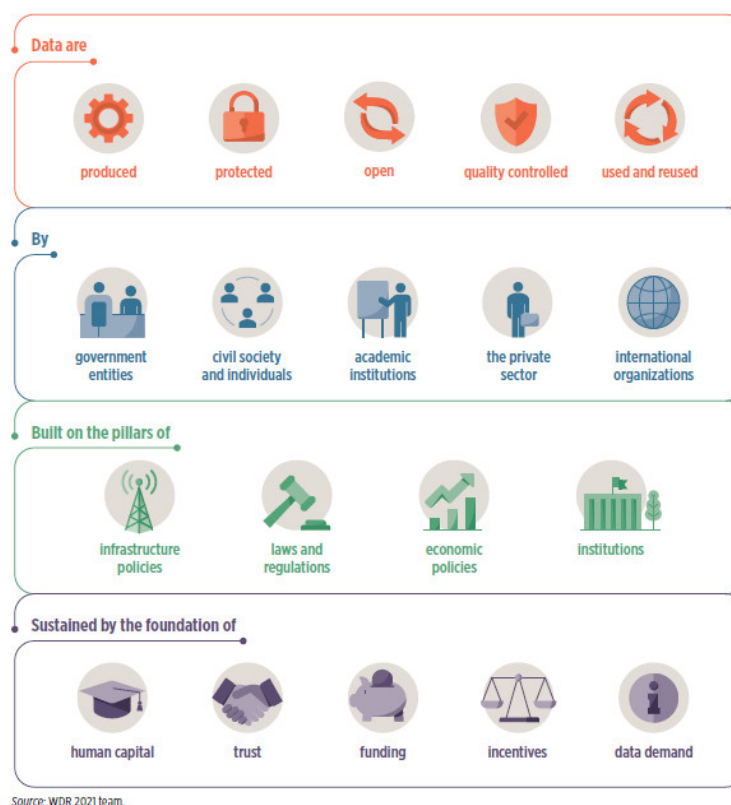 Data are
produced
protected
open
quality controlled
used and reused
By
government
entities
civil society
and individuals
academic
institutions
the private
sector
international
organizations
Built on the pillars of
infrastructure
policies
laws and
regulations
economic
policies
institutions
Sustained by the foundation of
human capital
trust
funding
incentives
data demand
Source: WDR 2021 team.